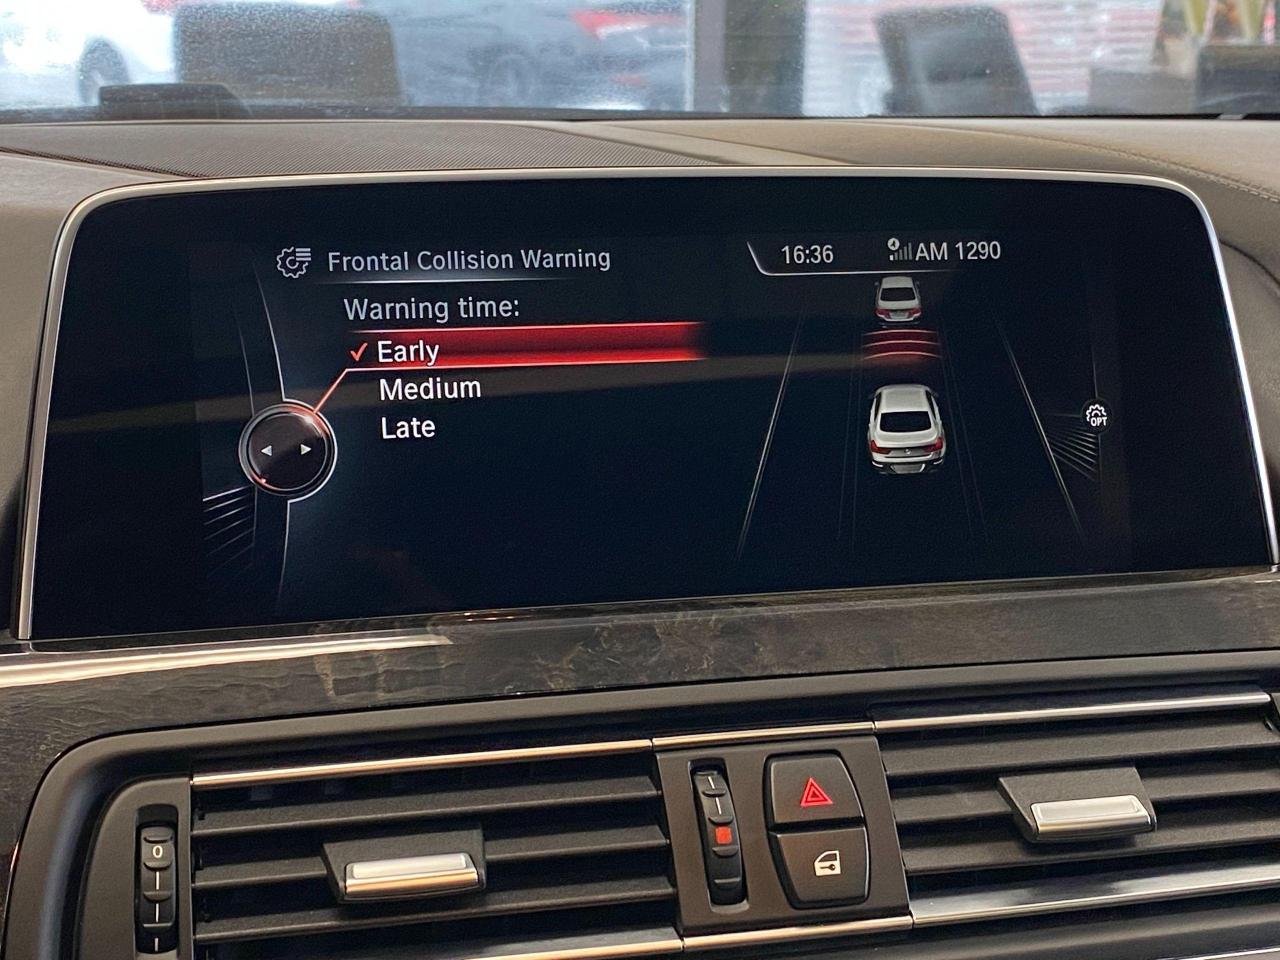 Frontal Collision Warning
16:36
AM 1290
Warning time:
Early
Medium
Late
OPT
0